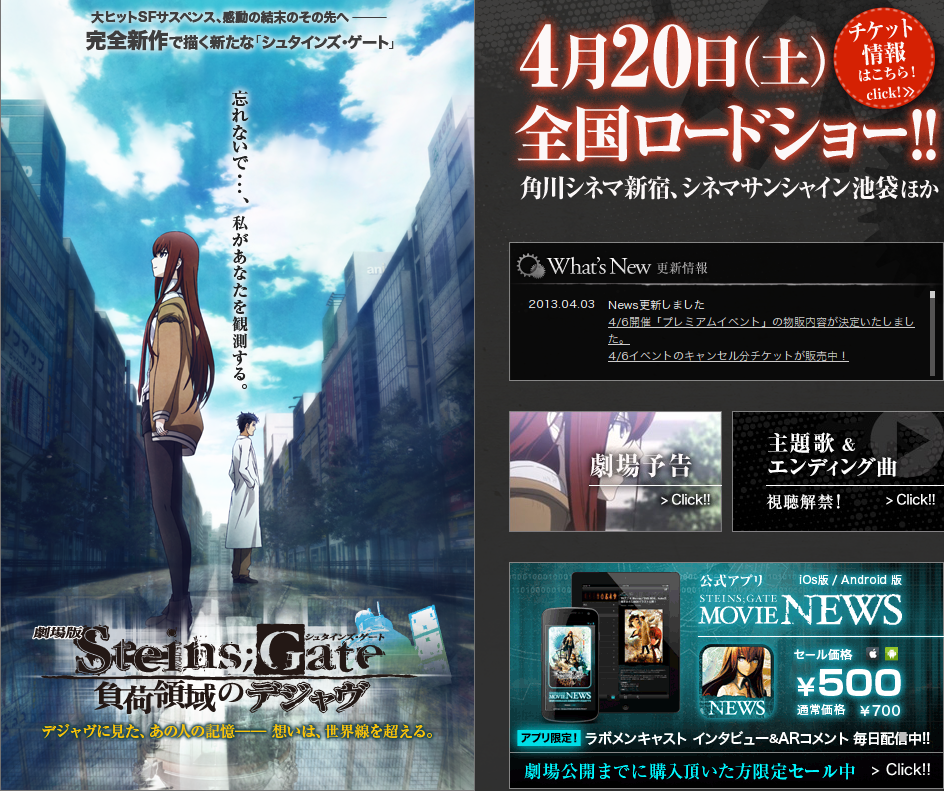 大ヒットSFサスペンス、感動の結末のその先へ ───
完全新作で描く新たな「シュタインズ・ゲート」
忘れないで‥‥、私があなたを観測する。
劇場版
Steins;Gate
シュタインズ・ゲート
負荷領域のデジャヴ
デジャヴに見た、あの人の記憶── 想いは、世界線を超える。
4月20日(土)
全国ロードショー!!
角川シネマ新宿、シネマサンシャイン池袋ほか
チケット
情報
はこちら!
click!≫
What's New 更新情報
2013.04.03 News更新しました
4/6開催「プレミアムイベント」の物販内容が決定いたしまし
た。
4/6イベントのキャンセル分チケットが販売中!
劇場予告
> Click!!
主題歌 &
エンディング曲
視聴解禁! > Click!!
公式アプリ iOs版 / Android 版
STEINS;GATE
MOVIE NEWS
セール価格
¥500
通常価格 ¥700
NEWS
MOVIE NEWS
アプリ限定! ラボメンキャスト インタビュー&ARコメント 毎日配信中!!
劇場公開までに購入頂いた方限定セール中 > Click!!